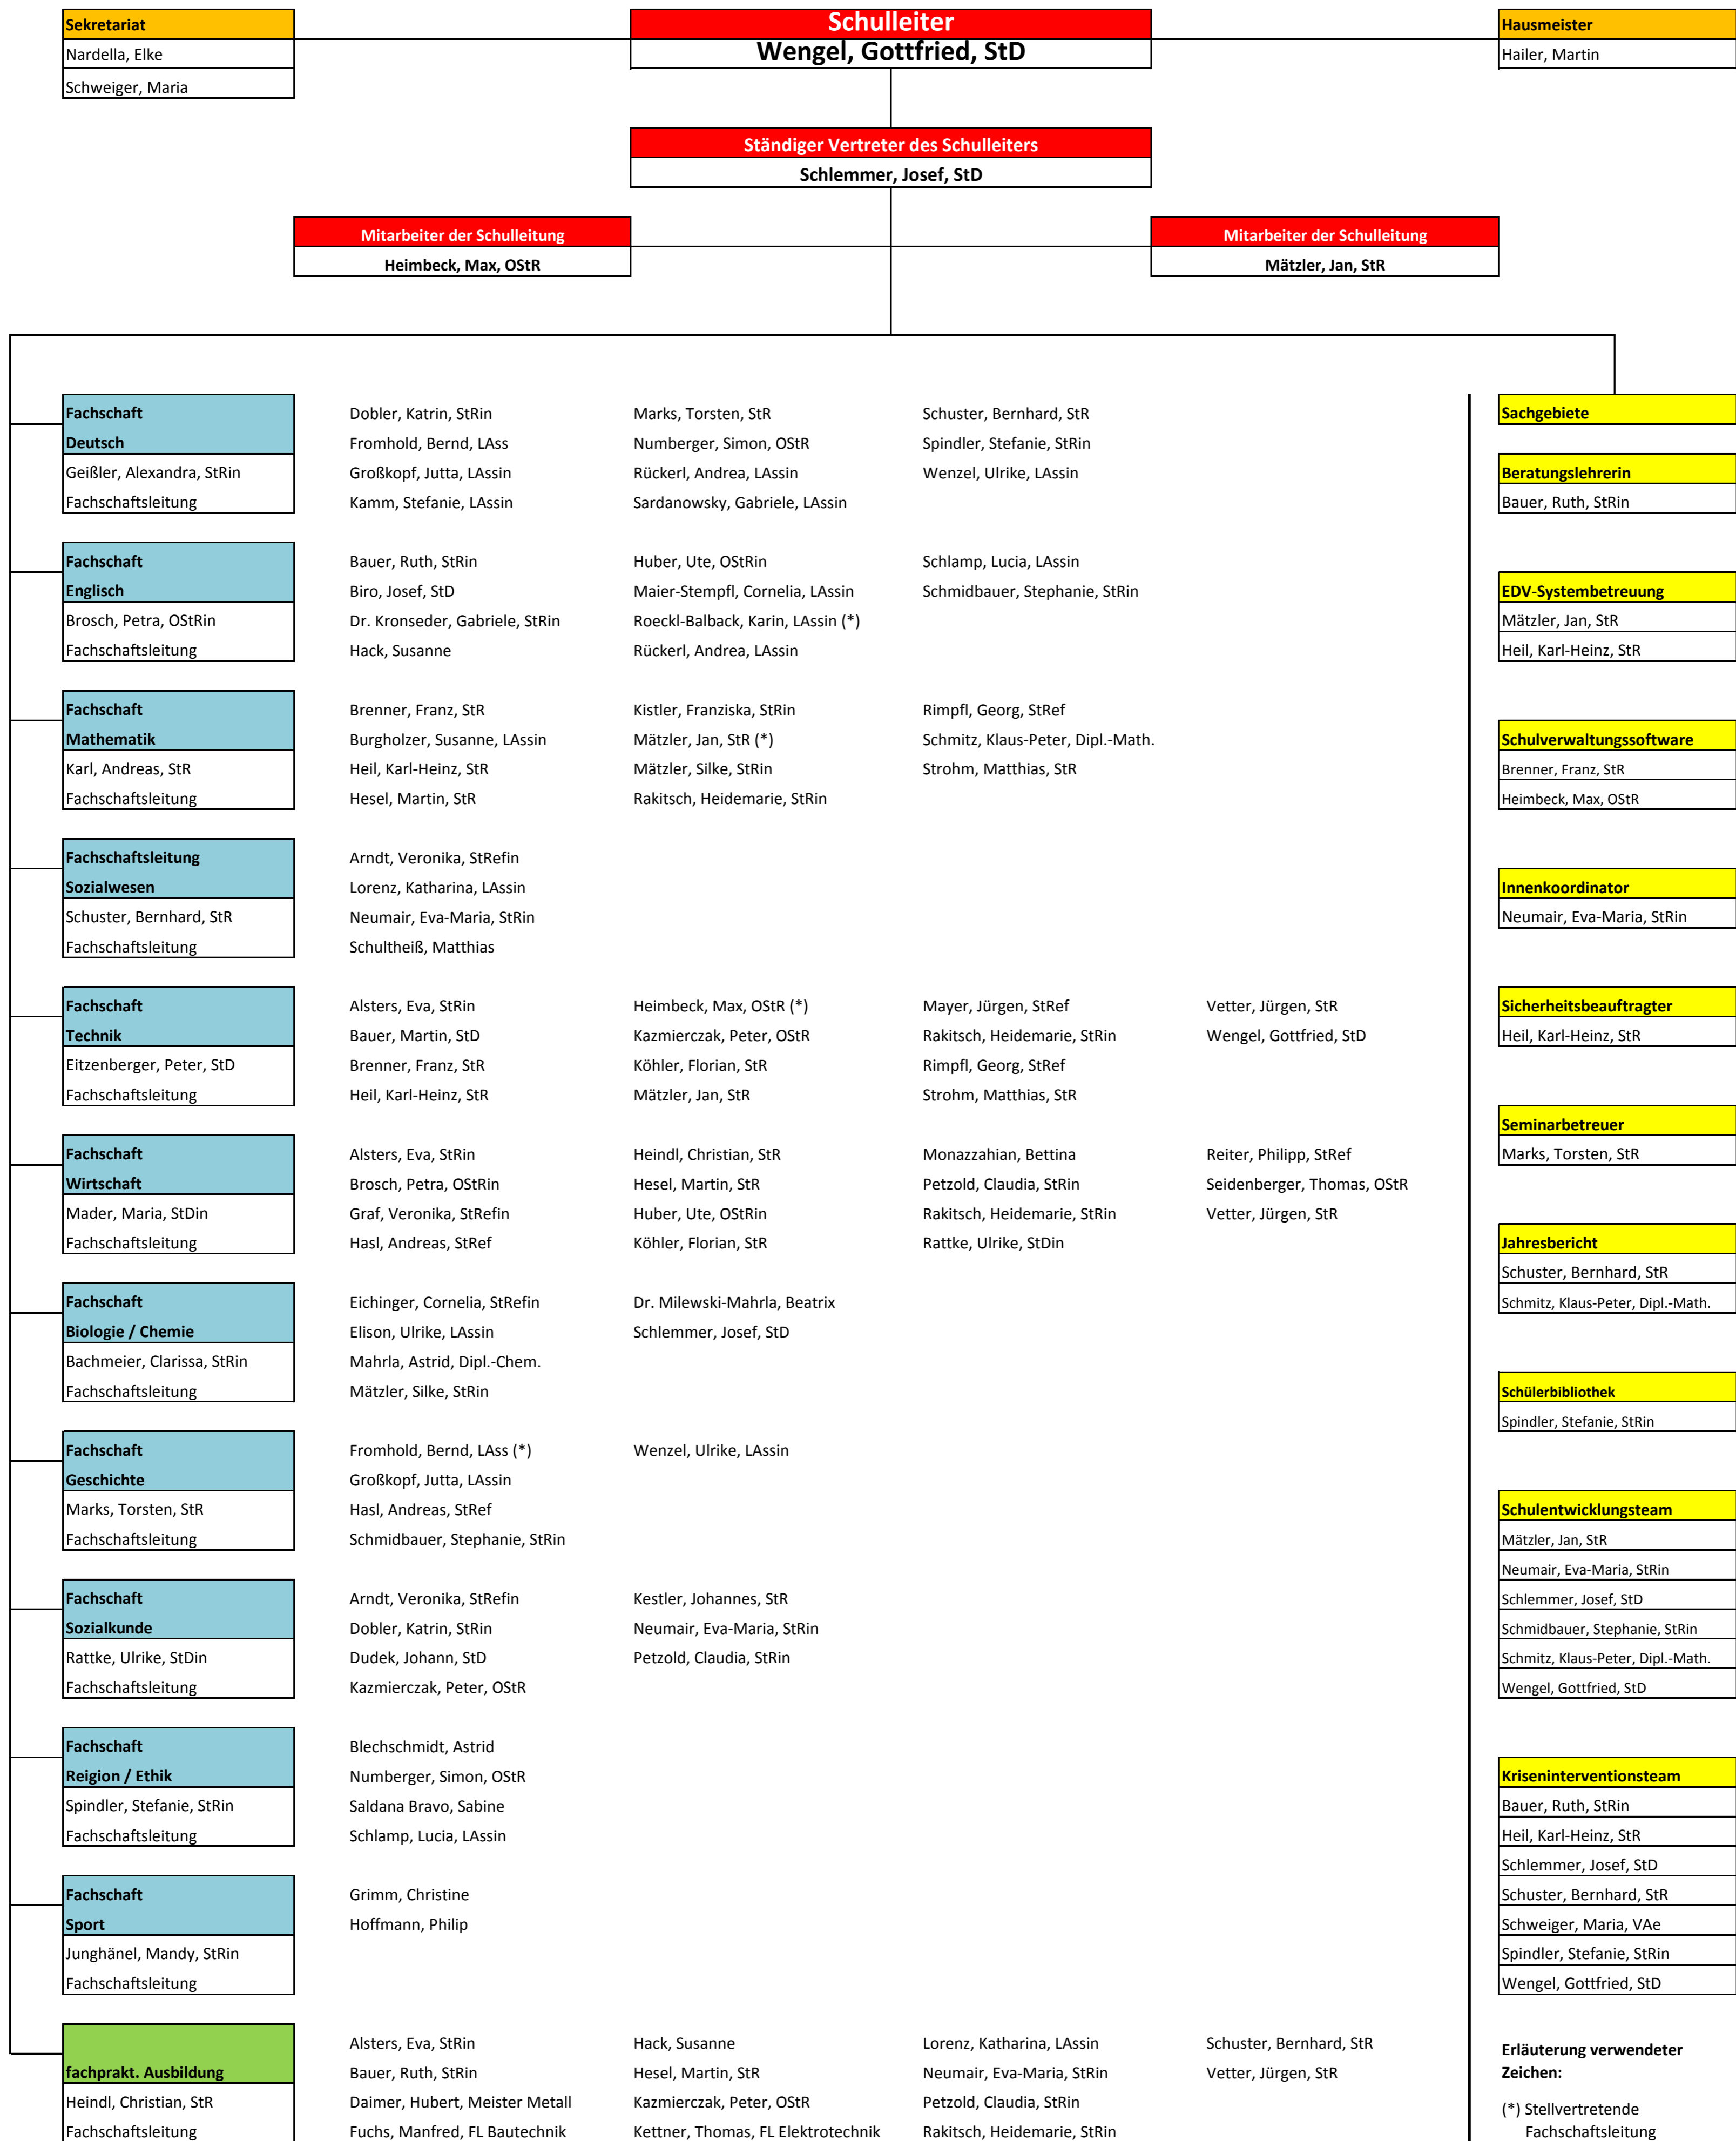 Sekretariat
Nardella, Elke
Schweiger, Maria
Schulleiter
Wengel, Gottfried, StD
Hausmeister
Hailer, Martin
Ständiger Vertreter des Schulleiters
Schlemmer, Josef, StD
Mitarbeiter der Schulleitung
Heimbeck, Max, OStR
Mitarbeiter der Schulleitung
Mätzler, Jan, StR
Fachschaft
Deutsch
Geißler, Alexandra, StRin
Fachschaftsleitung
Dobler, Katrin, StRin
Fromhold, Bernd, LAss
Großkopf, Jutta, LAssin
Kamm, Stefanie, LAssin
Marks, Torsten, StR
Numberger, Simon, OStR
Rückerl, Andrea, LAssin
Sardanowsky, Gabriele, LAssin
Schuster, Bernhard, StR
Spindler, Stefanie, StRin
Wenzel, Ulrike, LAssin
Fachschaft
Englisch
Brosch, Petra, OStRin
Fachschaftsleitung
Bauer, Ruth, StRin
Biro, Josef, StD
Dr. Kronseder, Gabriele, StRin
Hack, Susanne
Huber, Ute, OStRin
Maier-Stempfl, Cornelia, LAssin
Roeckl-Balback, Karin, LAssin (*)
Rückerl, Andrea, LAssin
Schlamp, Lucia, LAssin
Schmidbauer, Stephanie, StRin
Fachschaft
Mathematik
Karl, Andreas, StR
Fachschaftsleitung
Brenner, Franz, StR
Burgholzer, Susanne, LAssin
Heil, Karl-Heinz, StR
Hesel, Martin, StR
Kistler, Franziska, StRin
Mätzler, Jan, StR (*)
Mätzler, Silke, StRin
Rakitsch, Heidemarie, StRin
Rimpfl, Georg, StRef
Schmitz, Klaus-Peter, Dipl.-Math.
Strohm, Matthias, StR
Fachschaftsleitung
Sozialwesen
Schuster, Bernhard, StR
Fachschaftsleitung
Arndt, Veronika, StRefin
Lorenz, Katharina, LAssin
Neumair, Eva-Maria, StRin
Schultheiß, Matthias
Fachschaft
Technik
Eitzenberger, Peter, StD
Fachschaftsleitung
Alsters, Eva, StRin
Bauer, Martin, StD
Brenner, Franz, StR
Heil, Karl-Heinz, StR
Heimbeck, Max, OStR (*)
Kazmierczak, Peter, OStR
Köhler, Florian, StR
Mätzler, Jan, StR
Mayer, Jürgen, StRef
Rakitsch, Heidemarie, StRin
Rimpfl, Georg, StRef
Strohm, Matthias, StR
Vetter, Jürgen, StR
Wengel, Gottfried, StD
Fachschaft
Wirtschaft
Mader, Maria, StDin
Fachschaftsleitung
Alsters, Eva, StRin
Brosch, Petra, OStRin
Graf, Veronika, StRefin
Hasl, Andreas, StRef
Heindl, Christian, StR
Hesel, Martin, StR
Huber, Ute, OStRin
Köhler, Florian, StR
Monazzahian, Bettina
Petzold, Claudia, StRin
Rakitsch, Heidemarie, StRin
Rattke, Ulrike, StDin
Reiter, Philipp, StRef
Seidenberger, Thomas, OStR
Vetter, Jürgen, StR
Fachschaft
Biologie / Chemie
Bachmeier, Clarissa, StRin
Fachschaftsleitung
Eichinger, Cornelia, StRefin
Elison, Ulrike, LAssin
Mahrla, Astrid, Dipl.-Chem.
Mätzler, Silke, StRin
Dr. Milewski-Mahrla, Beatrix
Schlemmer, Josef, StD
Fachschaft
Geschichte
Marks, Torsten, StR
Fachschaftsleitung
Fromhold, Bernd, LAss (*)
Großkopf, Jutta, LAssin
Hasl, Andreas, StRef
Schmidbauer, Stephanie, StRin
Wenzel, Ulrike, LAssin
Fachschaft
Sozialkunde
Rattke, Ulrike, StDin
Fachschaftsleitung
Arndt, Veronika, StRefin
Dobler, Katrin, StRin
Dudek, Johann, StD
Kazmierczak, Peter, OStR
Kestler, Johannes, StR
Neumair, Eva-Maria, StRin
Petzold, Claudia, StRin
Fachschaft
Reigion / Ethik
Spindler, Stefanie, StRin
Fachschaftsleitung
Blechschmidt, Astrid
Numberger, Simon, OStR
Saldana Bravo, Sabine
Schlamp, Lucia, LAssin
Fachschaft
Sport
Junghänel, Mandy, StRin
Fachschaftsleitung
Grimm, Christine
Hoffmann, Philip
fachprakt. Ausbildung
Heindl, Christian, StR
Fachschaftsleitung
Alsters, Eva, StRin
Bauer, Ruth, StRin
Daimer, Hubert, Meister Metall
Fuchs, Manfred, FL Bautechnik
Hack, Susanne
Hesel, Martin, StR
Kazmierczak, Peter, OStR
Kettner, Thomas, FL Elektrotechnik
Lorenz, Katharina, LAssin
Neumair, Eva-Maria, StRin
Petzold, Claudia, StRin
Rakitsch, Heidemarie, StRin
Schuster, Bernhard, StR
Vetter, Jürgen, StR
Sachgebiete
Beratungslehrerin
Bauer, Ruth, StRin
EDV-Systembetreuung
Mätzler, Jan, StR
Heil, Karl-Heinz, StR
Schulverwaltungssoftware
Brenner, Franz, StR
Heimbeck, Max, OStR
Innenkoordinator
Neumair, Eva-Maria, StRin
Sicherheitsbeauftragter
Heil, Karl-Heinz, StR
Seminarbetreuer
Marks, Torsten, StR
Jahresbericht
Schuster, Bernhard, StR
Schmitz, Klaus-Peter, Dipl.-Math.
Schülerbibliothek
Spindler, Stefanie, StRin
Schulentwicklungsteam
Mätzler, Jan, StR
Neumair, Eva-Maria, StRin
Schlemmer, Josef, StD
Schmidbauer, Stephanie, StRin
Schmitz, Klaus-Peter, Dipl.-Math.
Wengel, Gottfried, StD
Kriseninterventionsteam
Bauer, Ruth, StRin
Heil, Karl-Heinz, StR
Schlemmer, Josef, StD
Schuster, Bernhard, StR
Schweiger, Maria, VAe
Spindler, Stefanie, StRin
Wengel, Gottfried, StD
Erläuterung verwendeter
Zeichen:
(*) Stellvertretende
Fachschaftsleitung